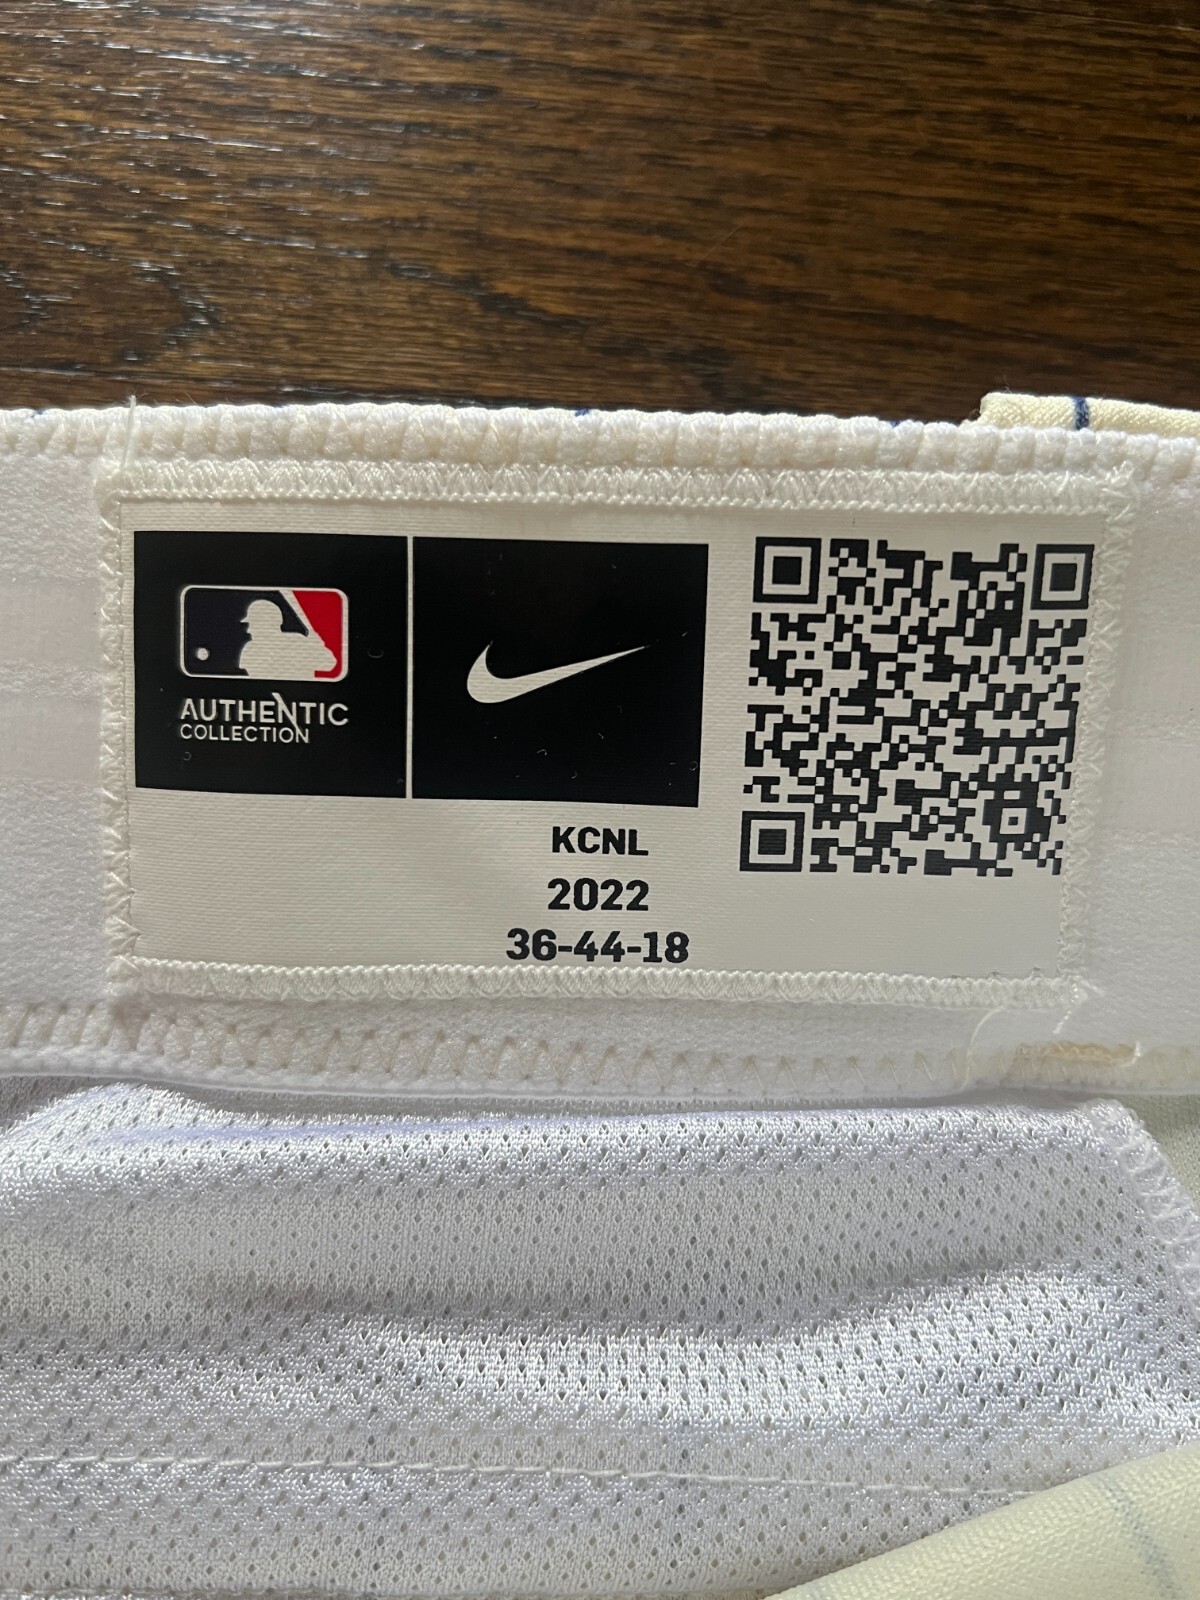 AUTHENTIC
COLLECTION
KCNL
2022
36-44-18